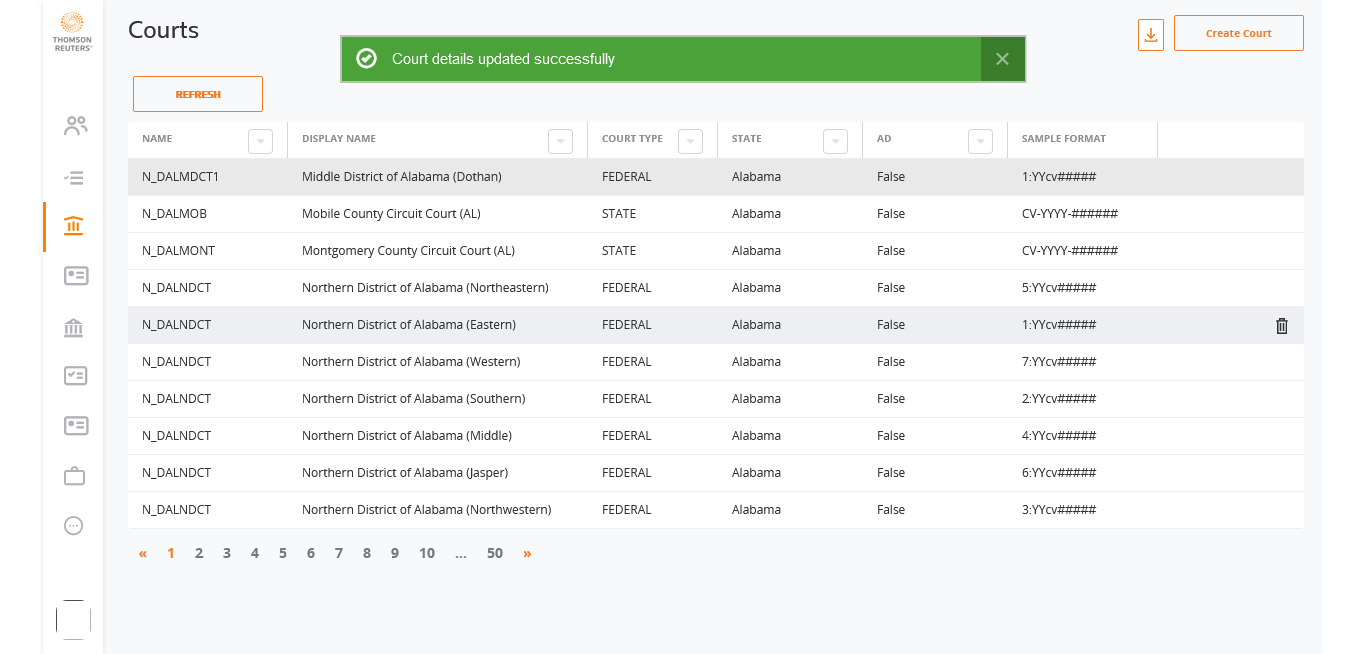 THOMSON
REUTERS
Courts
Court details updated successfully
Create Court
REFRESH
NAME DISPLAY NAME COURT TYPE STATE AD SAMPLE FORMAT
N_DALMDCT1 Middle District of Alabama (Dothan) FEDERAL Alabama False 1:YYcv#####
N_DALMOB Mobile County Circuit Court (AL) STATE Alabama False CV-YYYY-######
N_DALMONT Montgomery County Circuit Court (AL) STATE Alabama False CV-YYYY-######
N_DALNDCT Northern District of Alabama (Northeastern) FEDERAL Alabama False 5:YYcv#####
N_DALNDCT Northern District of Alabama (Eastern) FEDERAL Alabama False 1:YYcv#####
N_DALNDCT Northern District of Alabama (Western) FEDERAL Alabama False 7:YYcv#####
N_DALNDCT Northern District of Alabama (Southern) FEDERAL Alabama False 2:YYcv#####
N_DALNDCT Northern District of Alabama (Middle) FEDERAL Alabama False 4:YYcv#####
N_DALNDCT Northern District of Alabama (Jasper) FEDERAL Alabama False 6:YYcv#####
N_DALNDCT Northern District of Alabama (Northwestern) FEDERAL Alabama False 3:YYcv#####
« 1 2 3 4 5 6 7 8 9 10 ... 50 »